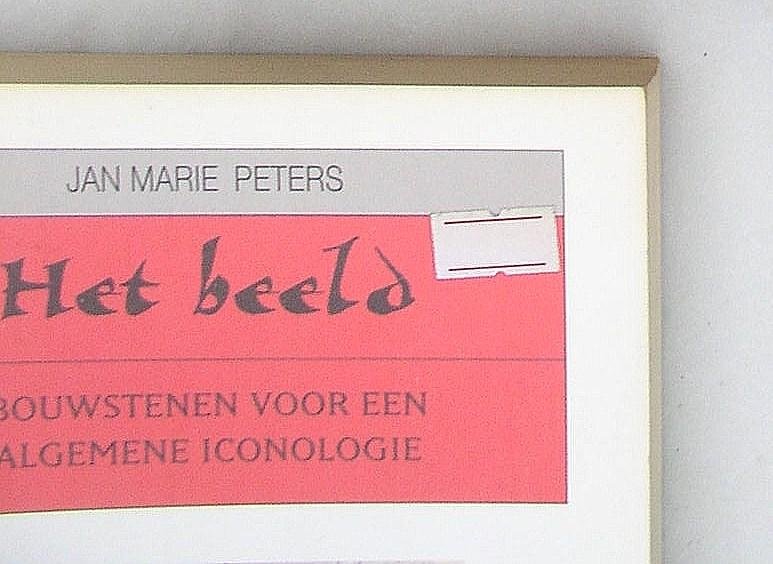 JAN MARIE PETERS
Het beeld
BOUWSTENEN VOOR EEN
ALGEMENE ICONOLOGIE